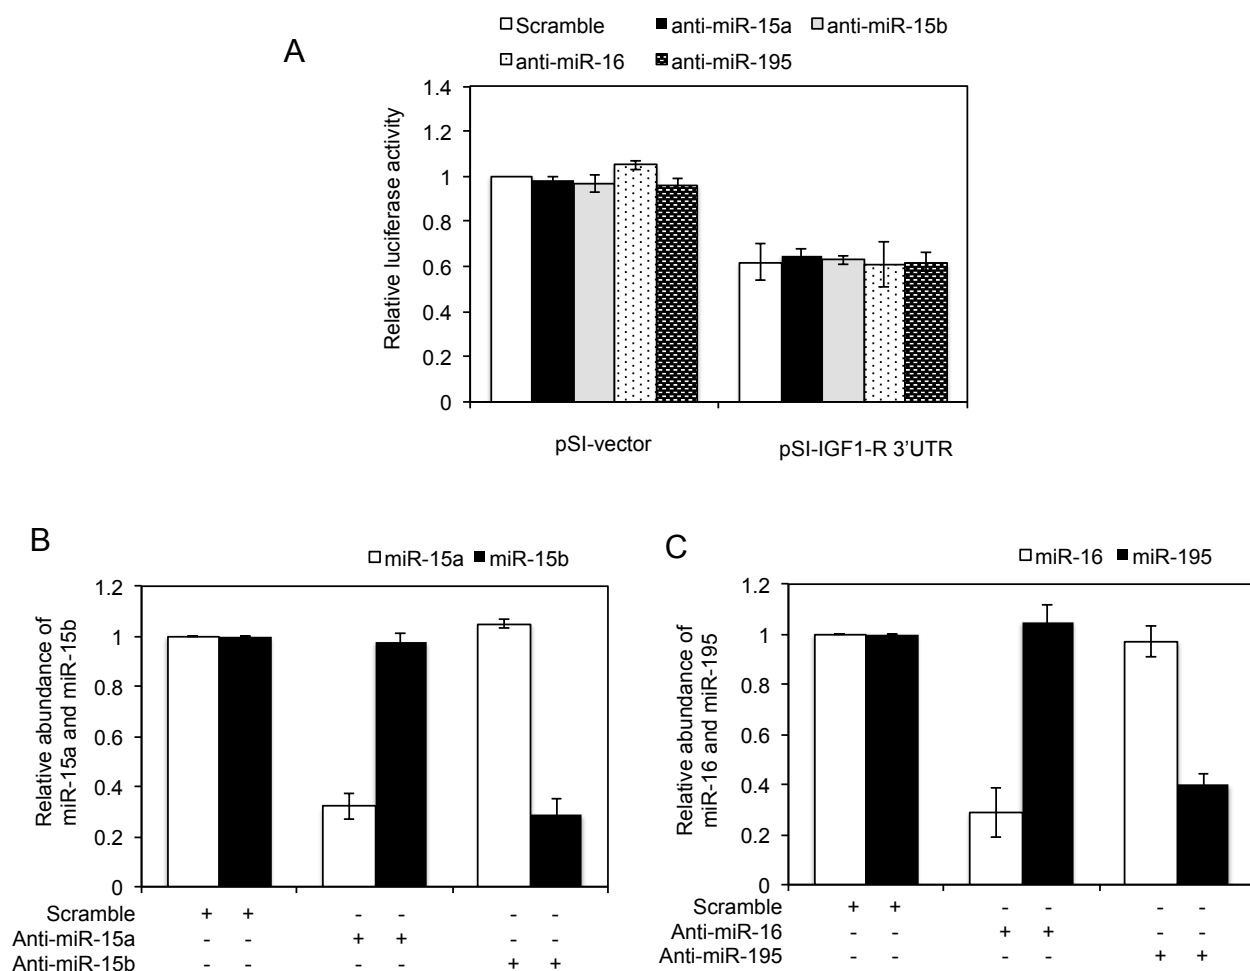 A
Scramble anti-miR-15a anti-miR-15b
anti-miR-16 anti-miR-195
Relative luciferase activity
1.4
1.2
1
0.8
0.6
0.4
0.2
0
pSI-vector pSI-IGF1-R 3’UTR
B
miR-15a miR-15b
Relative abundance of
miR-15a and miR-15b
1.2
1
0.8
0.6
0.4
0.2
0
Scramble + + - - - -
Anti-miR-15a - - + + - -
Anti-miR-15b - - - - + +
C
miR-16 miR-195
Relative abundance of
miR-16 and miR-195
1.2
1
0.8
0.6
0.4
0.2
0
Scramble + + - - - -
Anti-miR-16 - - + + - -
Anti-miR-195 - - - - + +